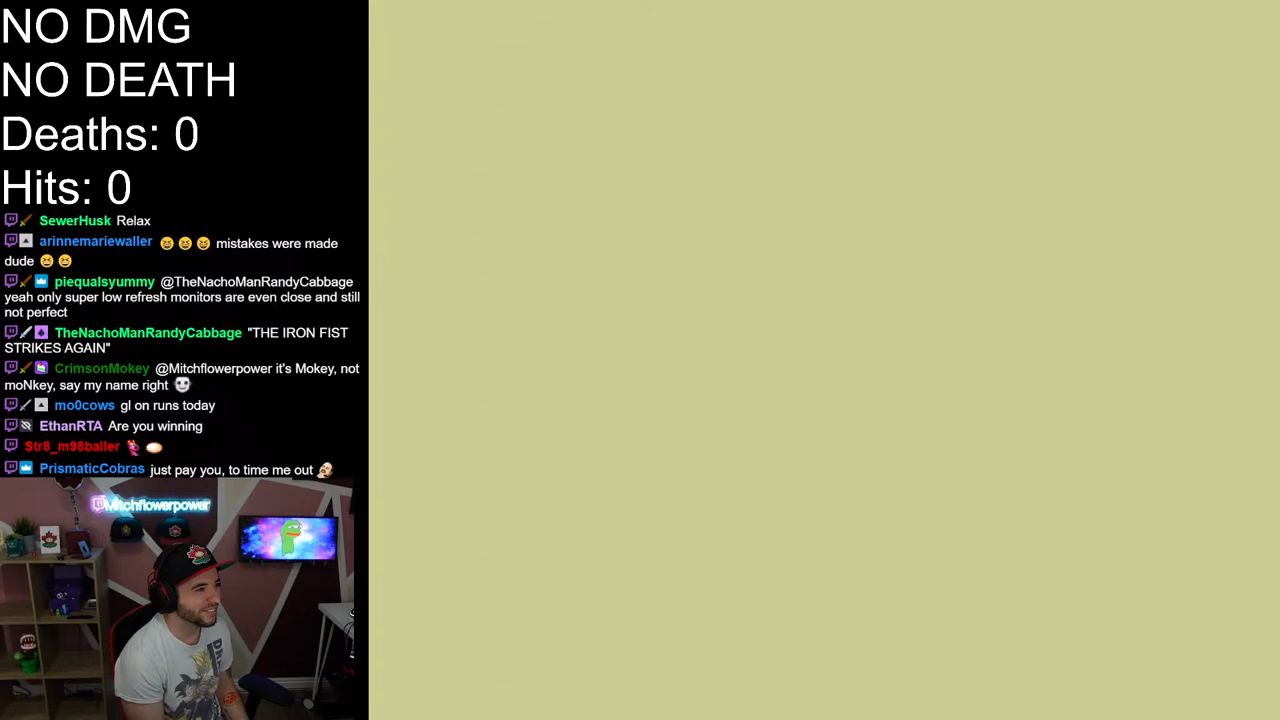 NO DMG
NO DEATH
Deaths: 0
Hits: 0
SewerHusk Relax
arinnemariewaller 😆 😆 😆 mistakes were made
dude 😆 😆
piequalsyummy @TheNachoManRandyCabbage
yeah only super low refresh monitors are even close and still
not perfect
TheNachoManRandyCabbage "THE IRON FIST
STRIKES AGAIN"
CrimsonMokey @Mitchflowerpower it's Mokey, not
moNkey, say my name right
mo0cows gl on runs today
EthanRTA Are you winning
Str8_m98baller
PrismaticCobras just pay you, to time me out
Mitchflowerpower